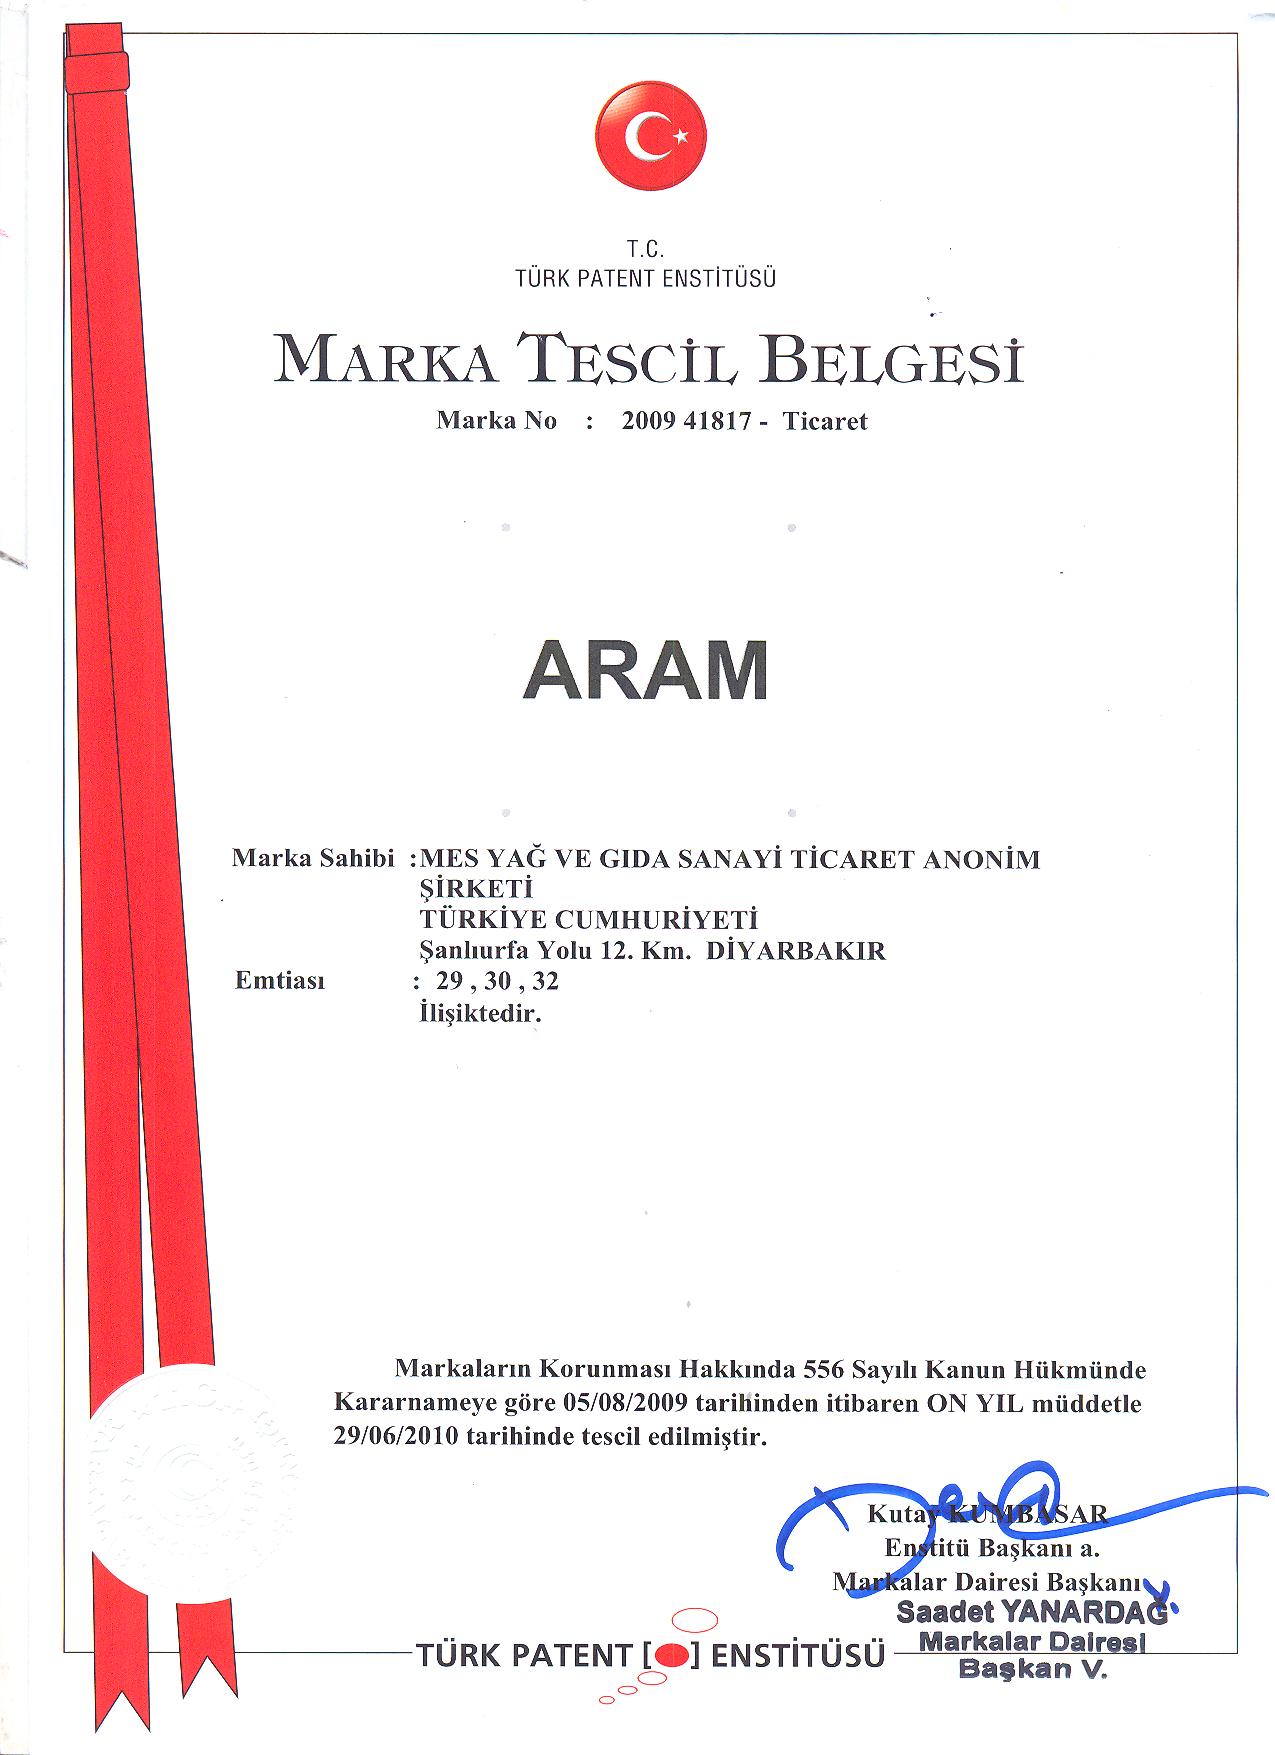 T.C.
TÜRK PATENT ENSTİTÜSÜ
MARKA TESCİL BELGESİ
Marka No : 2009 41817 - Ticaret
ARAM
Marka Sahibi :MES YAĞ VE GIDA SANAYİ TİCARET ANONİM
ŞİRKETİ
TÜRKİYE CUMHURİYETİ
Şanlıurfa Yolu 12. Km. DİYARBAKIR
Emtiası : 29 , 30 , 32
İlişiktedir.
Markaların Korunması Hakkında 556 Sayılı Kanun Hükmünde
Kararnameye göre 05/08/2009 tarihinden itibaren ON YIL müddetle
29/06/2010 tarihinde tescil edilmiştir.
Kutay KUMBASAR
Enstitü Başkanı a.
Markalar Dairesi Başkanı
Saadet YANARDAĞ
Markalar Dairesi
Başkan V.
TÜRK PATENT [ ] ENSTİTÜSÜ